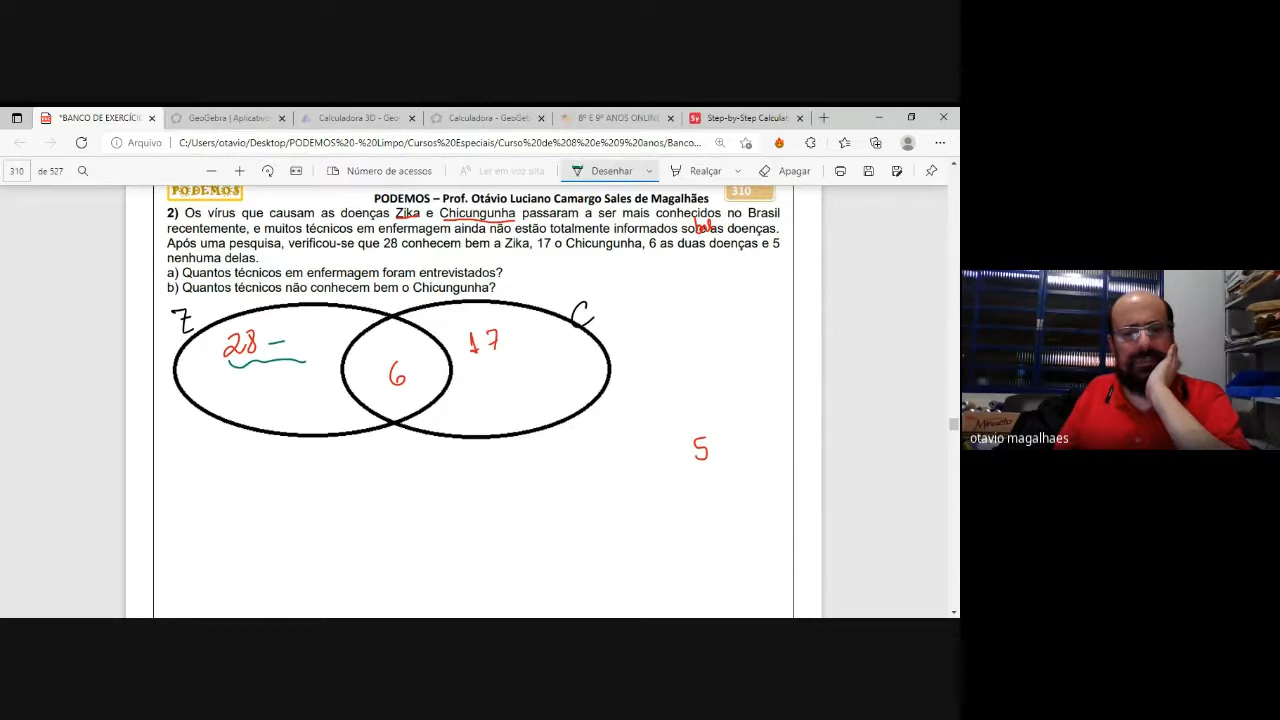 *BANCO DE EXERCÍCI
GeoGebra | Aplicativo
Calculadora 3D - Geo
Calculadora - GeoGeb
8º E 9º ANOS ONLIN
Step-by-Step Calculat
Arquivo
C:/Users/otavio/Desktop/PODEMOS%20-%20Limpo/Cursos%20Especiais/Curso%20de%208%20e%209%20anos/Banco...
310
de 527
Número de acessos
Ler em voz alta
Desenhar
Realçar
Apagar
PODEMOS
PODEMOS – Prof. Otávio Luciano Camargo Sales de Magalhães
310
2) Os vírus que causam as doenças Zika e Chicungunha passaram a ser mais conhecidos no Brasil
recentemente, e muitos técnicos em enfermagem ainda não estão totalmente informados sobre as doenças.
Após uma pesquisa, verificou-se que 28 conhecem bem a Zika, 17 o Chicungunha, 6 as duas doenças e 5
nenhuma delas.
a) Quantos técnicos em enfermagem foram entrevistados?
b) Quantos técnicos não conhecem bem o Chicungunha?
Z
C
28 –
17
6
5
otavio magalhaes